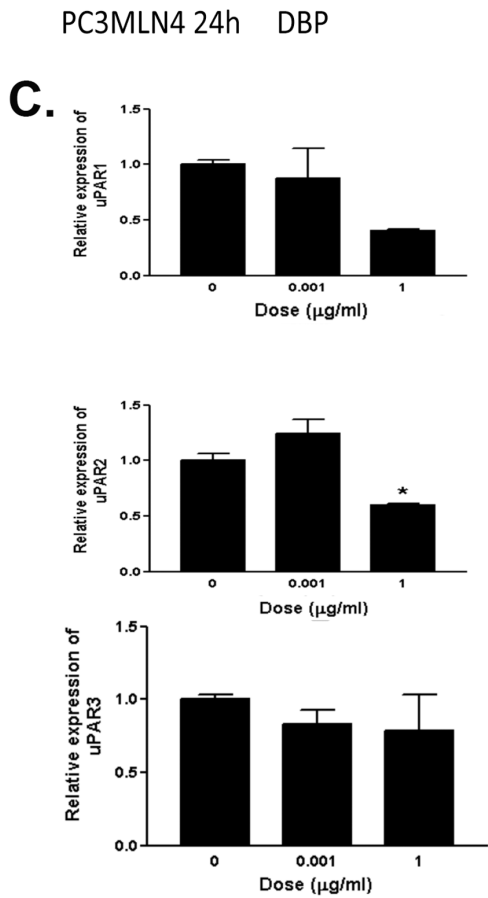 PC3MLN4 24h DBP
C.
Relative expression of
uPAR1
1.5
1.0
0.5
0.0
0 0.001 1
Dose (μg/ml)
Relative expression of
uPAR2
1.5
1.0
0.5
0.0
*
0 0.001 1
Dose (μg/ml)
Relative expression of
uPAR3
1.5
1.0
0.5
0.0
0 0.001 1
Dose (μg/ml)